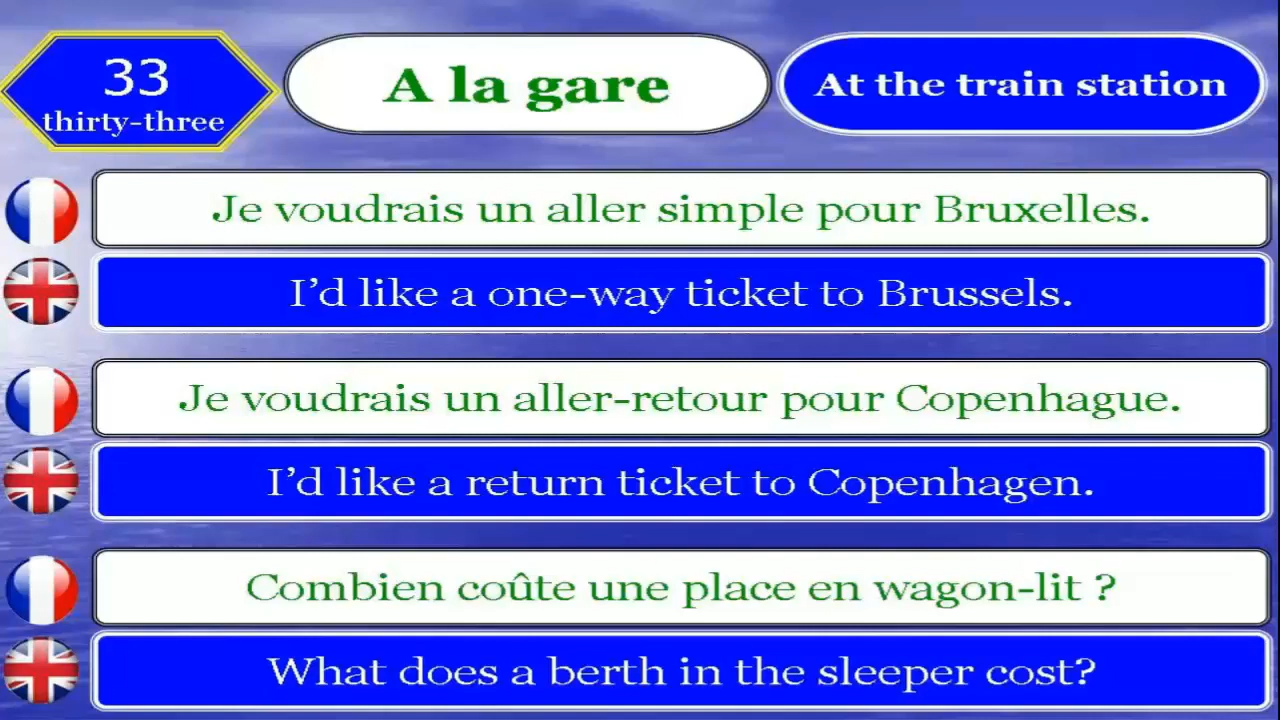 33
thirty-three
A la gare
At the train station
Je voudrais un aller simple pour Bruxelles.
I’d like a one-way ticket to Brussels.
Je voudrais un aller-retour pour Copenhague.
I’d like a return ticket to Copenhagen.
Combien coûte une place en wagon-lit ?
What does a berth in the sleeper cost?